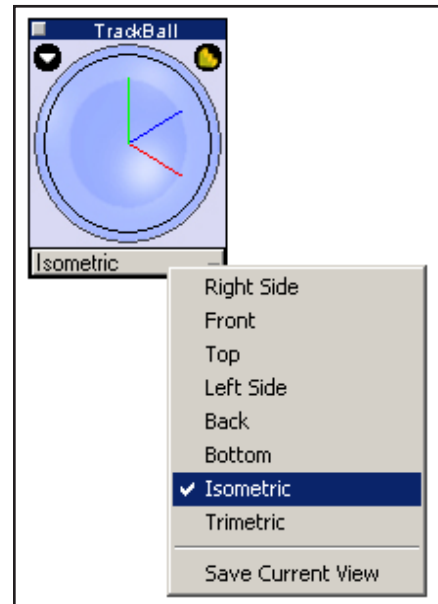 TrackBall
Isometric
Right Side
Front
Top
Left Side
Back
Bottom
Isometric
Trimetric
Save Current View